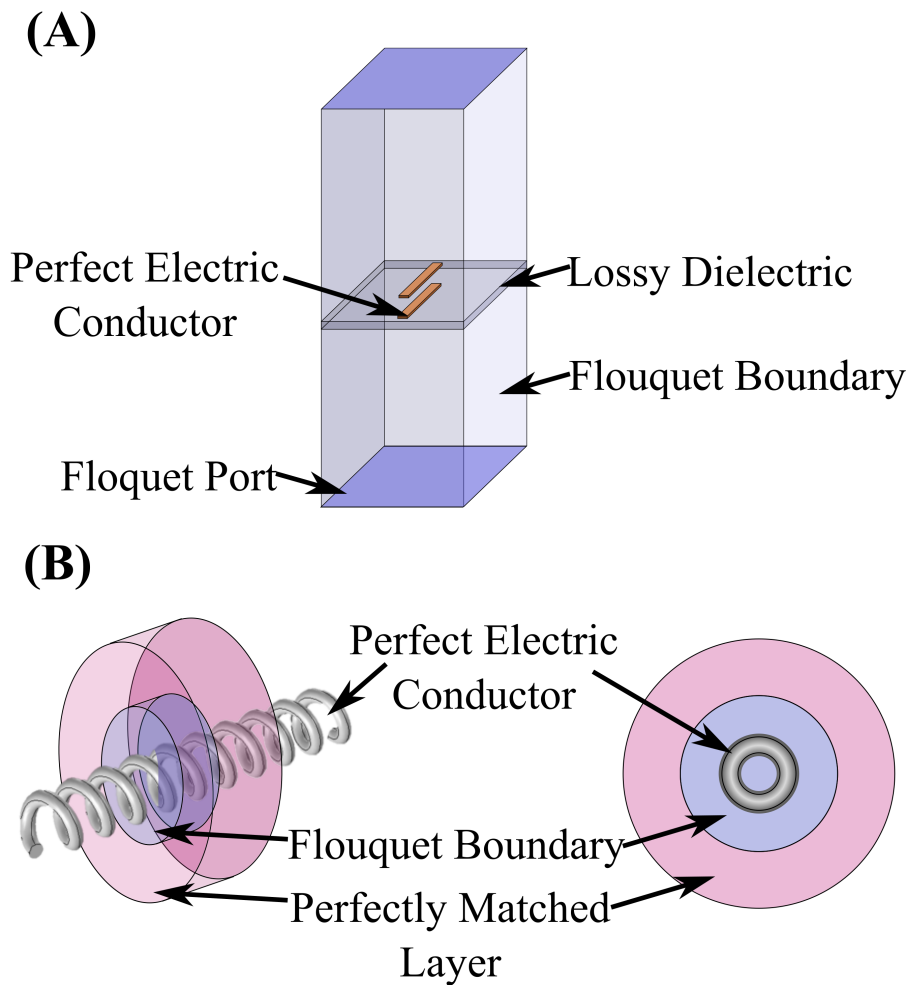 (A)
Perfect Electric
Conductor
Lossy Dielectric
Flouquet Boundary
Floquet Port
(B)
Perfect Electric
Conductor
Flouquet Boundary
Perfectly Matched
Layer